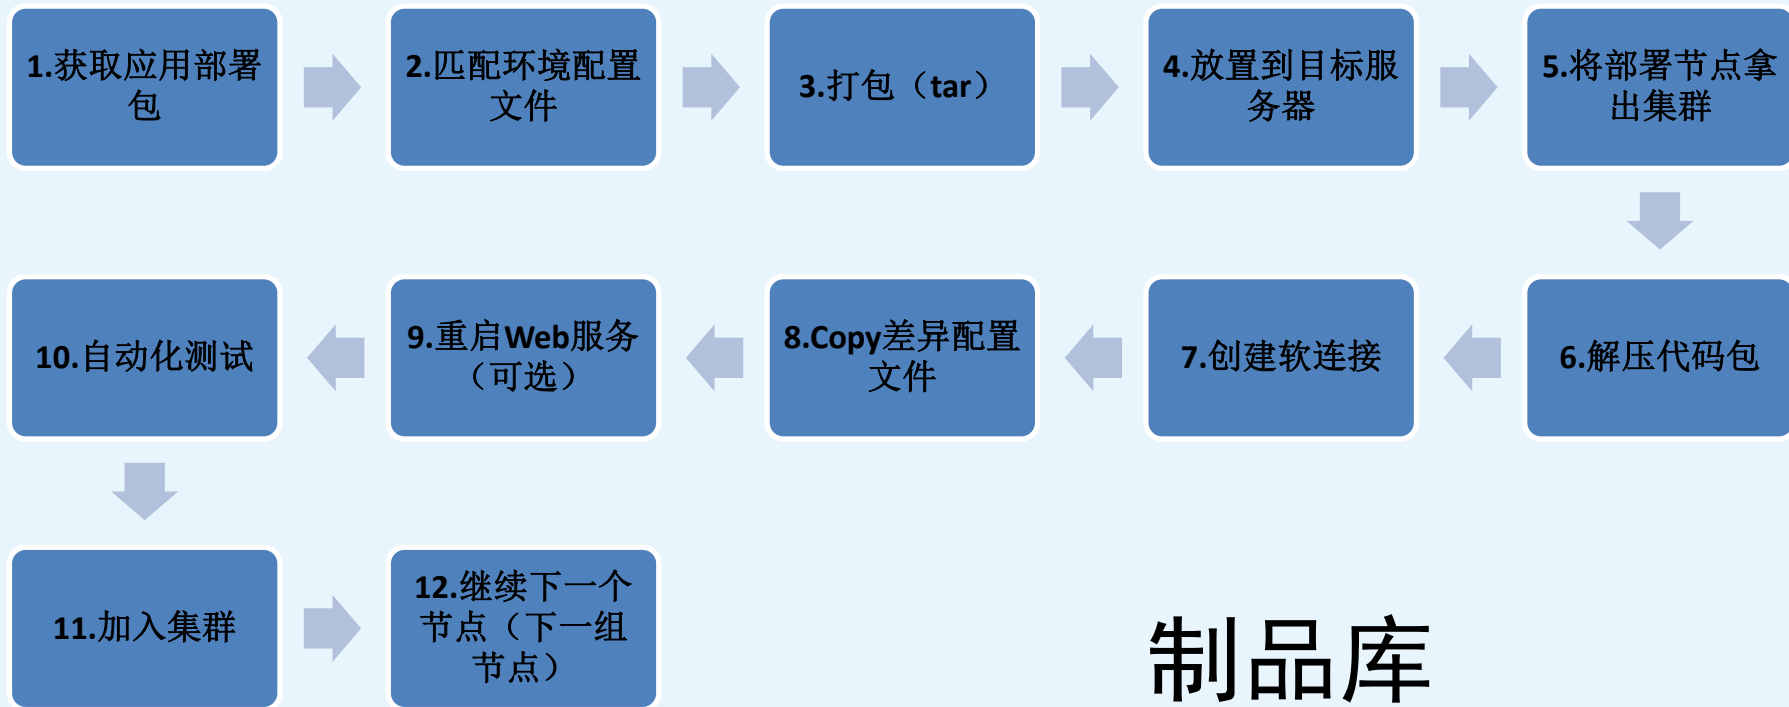 1.获取应用部署
包
2.匹配环境配置
文件
3.打包（tar）
4.放置到目标服
务器
5.将部署节点拿
出集群
6.解压代码包
7.创建软连接
8.Copy差异配置
文件
9.重启Web服务
（可选）
10.自动化测试
11.加入集群
12.继续下一个
节点（下一组
节点）
制品库